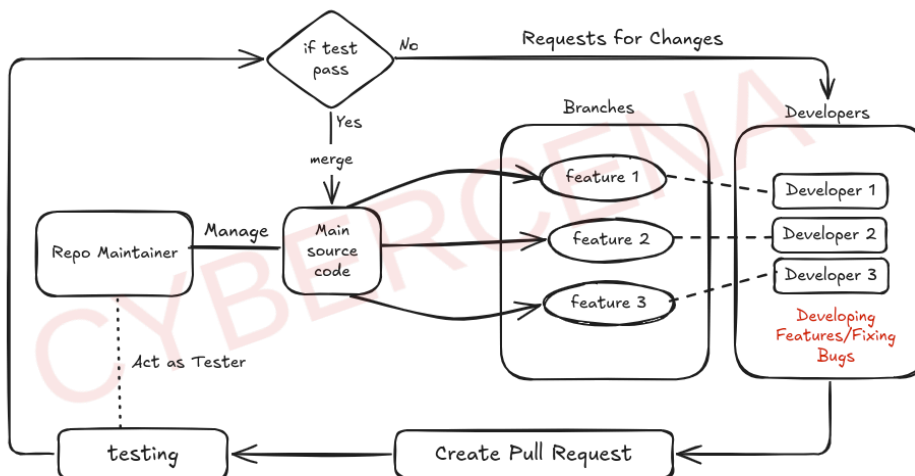 if test
pass
No
Requests for Changes
Yes
merge
Branches
Developers
feature 1
feature 2
feature 3
Developer 1
Developer 2
Developer 3
Developing
Features/Fixing
Bugs
Repo Maintainer
Manage
Main
source
code
Act as Tester
testing
Create Pull Request
CYBERCENA